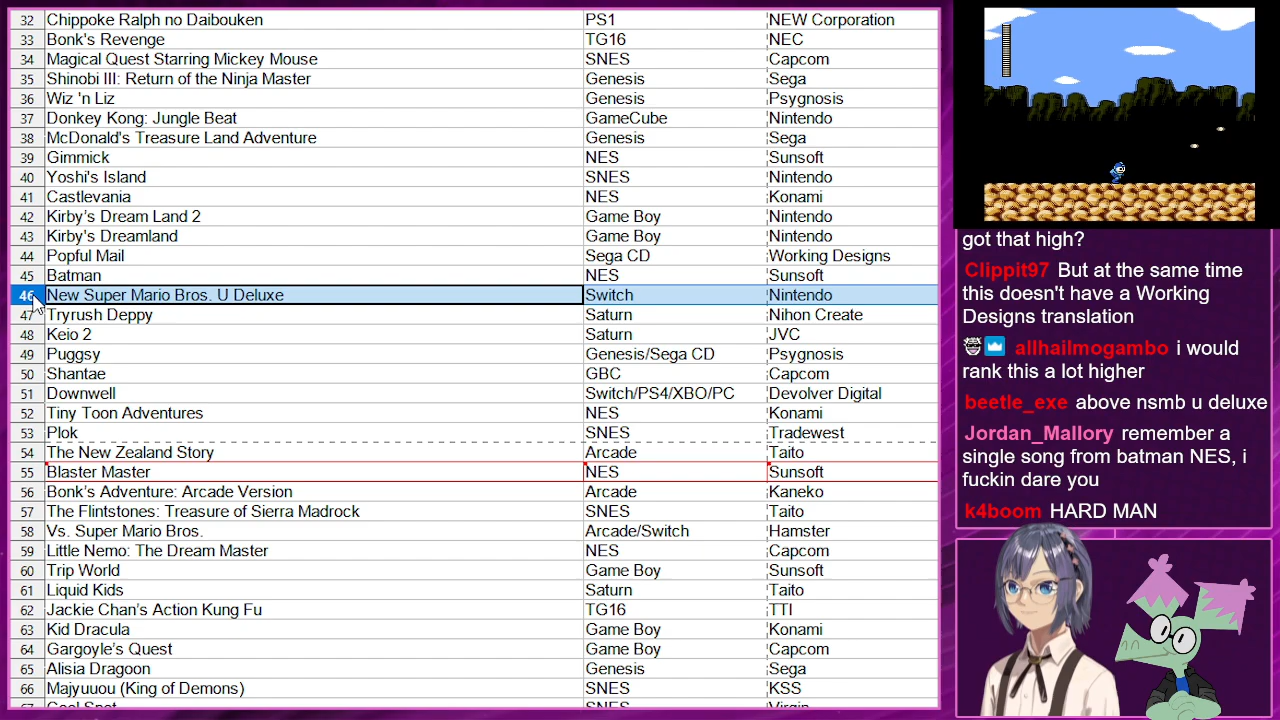 32 Chippoke Ralph no Daibouken PS1 NEW Corporation
33 Bonk's Revenge TG16 NEC
34 Magical Quest Starring Mickey Mouse SNES Capcom
35 Shinobi III: Return of the Ninja Master Genesis Sega
36 Wiz 'n Liz Genesis Psygnosis
37 Donkey Kong: Jungle Beat GameCube Nintendo
38 McDonald's Treasure Land Adventure Genesis Sega
39 Gimmick NES Sunsoft
40 Yoshi's Island SNES Nintendo
41 Castlevania NES Konami
42 Kirby's Dream Land 2 Game Boy Nintendo
43 Kirby's Dreamland Game Boy Nintendo
44 Popful Mail Sega CD Working Designs
45 Batman NES Sunsoft
46 New Super Mario Bros. U Deluxe Switch Nintendo
47 Tryrush Deppy Saturn Nihon Create
48 Keio 2 Saturn JVC
49 Puggsy Genesis/Sega CD Psygnosis
50 Shantae GBC Capcom
51 Downwell Switch/PS4/XBO/PC Devolver Digital
52 Tiny Toon Adventures NES Konami
53 Plok SNES Tradewest
54 The New Zealand Story Arcade Taito
55 Blaster Master NES Sunsoft
56 Bonk's Adventure: Arcade Version Arcade Kaneko
57 The Flintstones: Treasure of Sierra Madrock SNES Taito
58 Vs. Super Mario Bros. Arcade/Switch Hamster
59 Little Nemo: The Dream Master NES Capcom
60 Trip World Game Boy Sunsoft
61 Liquid Kids Saturn Taito
62 Jackie Chan's Action Kung Fu TG16 TTI
63 Kid Dracula Game Boy Konami
64 Gargoyle's Quest Game Boy Capcom
65 Alisia Dragoon Genesis Sega
66 Majyuuou (King of Demons) SNES KSS
got that high?
Clippit97 But at the same time
this doesn't have a Working
Designs translation
allhailmogambo i would
rank this a lot higher
beetle_exe above nsmb u deluxe
Jordan_Mallory remember a
single song from batman NES, i
fuckin dare you
k4boom HARD MAN